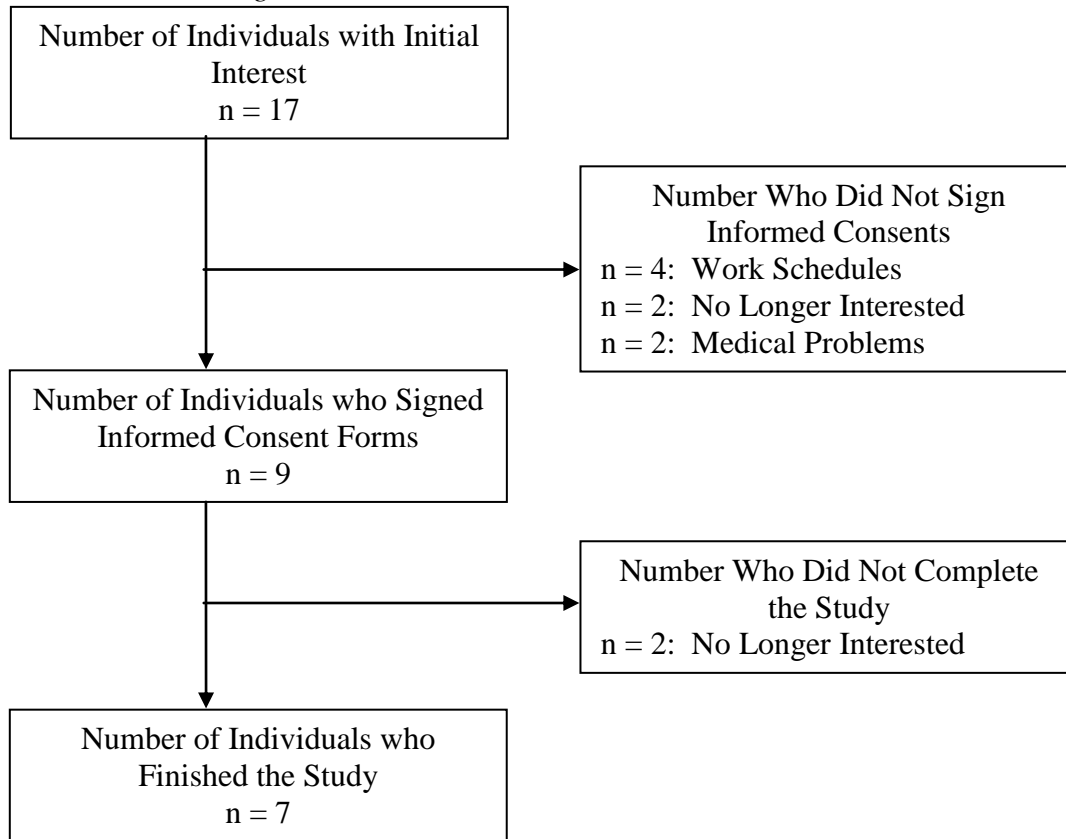 Number of Individuals with Initial
Interest
n = 17
Number Who Did Not Sign
Informed Consents
n = 4:  Work Schedules
n = 2:  No Longer Interested
n = 2:  Medical Problems
Number of Individuals who Signed
Informed Consent Forms
n = 9
Number Who Did Not Complete
the Study
n = 2:  No Longer Interested
Number of Individuals who
Finished the Study
n = 7